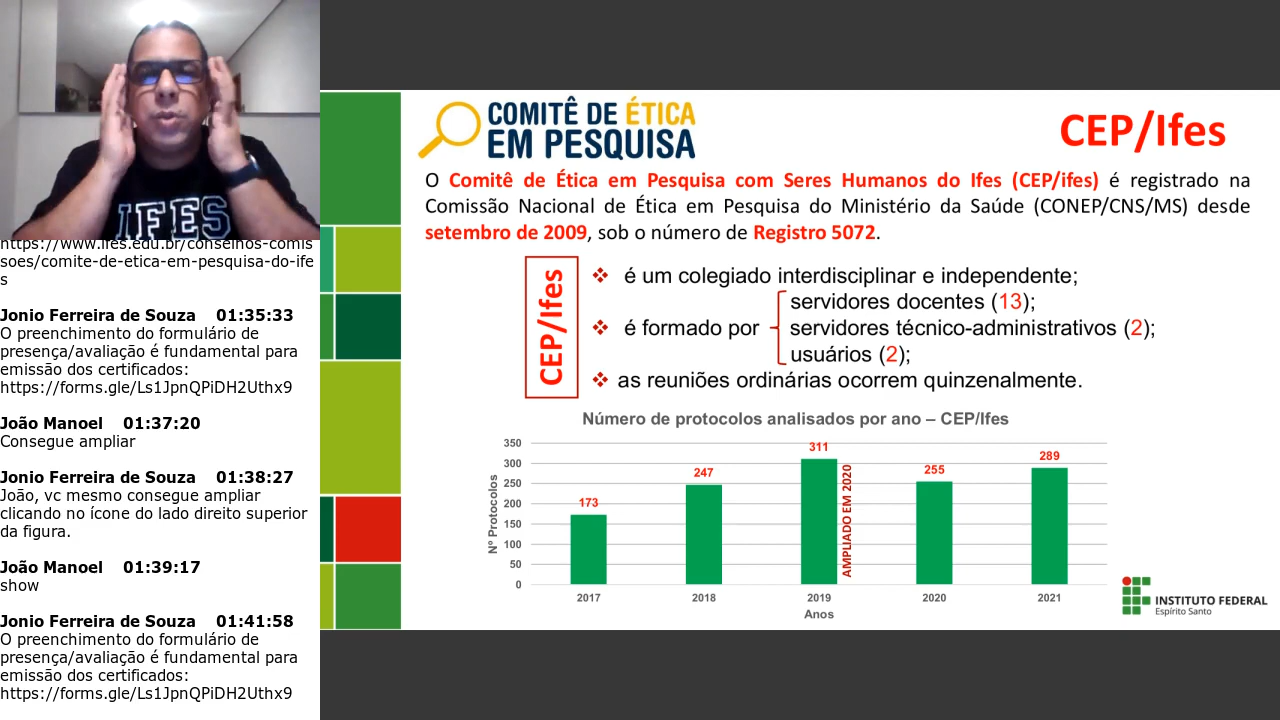 IFES
https://www.ifes.edu.br/conselhos-comis
soes/comite-de-etica-em-pesquisa-do-ife
s
Jonio Ferreira de Souza 01:35:33
O preenchimento do formulário de
presença/avaliação é fundamental para
emissão dos certificados:
https://forms.gle/Ls1JpnQPiDH2Uthx9
João Manoel 01:37:20
Consegue ampliar
Jonio Ferreira de Souza 01:38:27
João, vc mesmo consegue ampliar
clicando no ícone do lado direito superior
da figura.
João Manoel 01:39:17
show
Jonio Ferreira de Souza 01:41:58
O preenchimento do formulário de
presença/avaliação é fundamental para
emissão dos certificados:
https://forms.gle/Ls1JpnQPiDH2Uthx9
COMITÊ DE ÉTICA
EM PESQUISA
CEP/Ifes
O Comitê de Ética em Pesquisa com Seres Humanos do Ifes (CEP/ifes) é registrado na
Comissão Nacional de Ética em Pesquisa do Ministério da Saúde (CONEP/CNS/MS) desde
setembro de 2009, sob o número de Registro 5072.
CEP/Ifes
❖ é um colegiado interdisciplinar e independente;
servidores docentes (13);
❖ é formado por servidores técnico-administrativos (2);
usuários (2);
❖ as reuniões ordinárias ocorrem quinzenalmente.
Número de protocolos analisados por ano – CEP/Ifes
Nº Protocolos
350
300
250
200
150
100
50
0
173
247
311
255
289
AMPLIADO EM 2020
2017 2018 2019 2020 2021
Anos
INSTITUTO FEDERAL
Espírito Santo